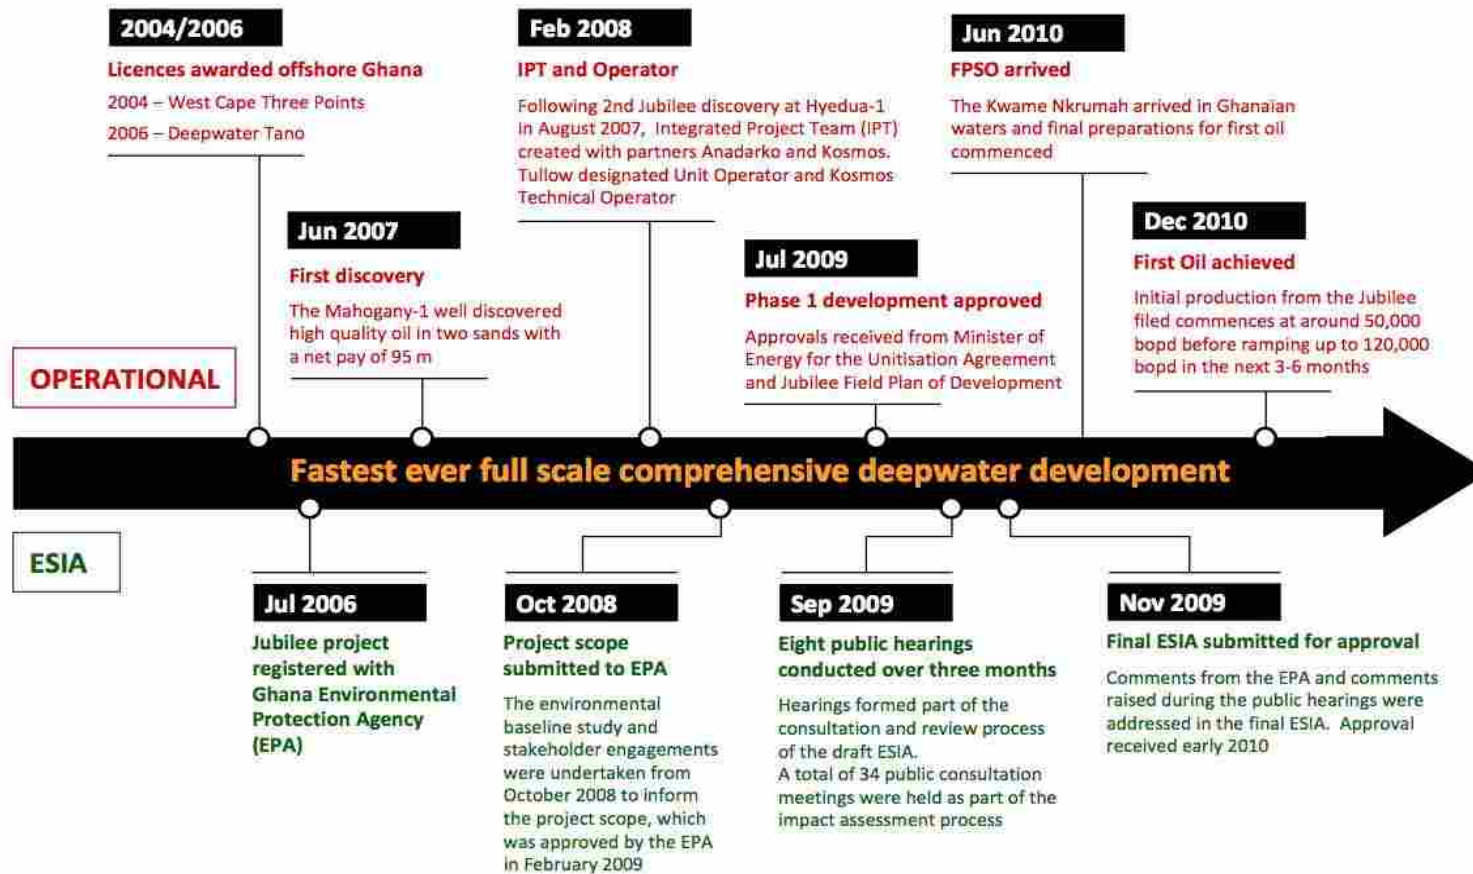 2004/2006
Licences awarded offshore Ghana
2004 – West Cape Three Points
2006 – Deepwater Tano
Feb 2008
IPT and Operator
Following 2nd Jubilee discovery at Hyedua-1
in August 2007, Integrated Project Team (IPT)
created with partners Anadarko and Kosmos.
Tullow designated Unit Operator and Kosmos
Technical Operator
Jun 2010
FPSO arrived
The Kwame Nkrumah arrived in Ghanaian
waters and final preparations for first oil
commenced
Jun 2007
First discovery
The Mahogany-1 well discovered
high quality oil in two sands with
a net pay of 95 m
Jul 2009
Phase 1 development approved
Approvals received from Minister of
Energy for the Unitisation Agreement
and Jubilee Field Plan of Development
Dec 2010
First Oil achieved
Initial production from the Jubilee
filed commences at around 50,000
bopd before ramping up to 120,000
bopd in the next 3-6 months
OPERATIONAL
Fastest ever full scale comprehensive deepwater development
ESIA
Jul 2006
Jubilee project
registered with
Ghana Environmental
Protection Agency
(EPA)
Oct 2008
Project scope
submitted to EPA
The environmental
baseline study and
stakeholder engagements
were undertaken from
October 2008 to inform
the project scope, which
was approved by the EPA
in February 2009
Sep 2009
Eight public hearings
conducted over three months
Hearings formed part of the
consultation and review process
of the draft ESIA.
A total of 34 public consultation
meetings were held as part of the
impact assessment process
Nov 2009
Final ESIA submitted for approval
Comments from the EPA and comments
raised during the public hearings were
addressed in the final ESIA. Approval
received early 2010